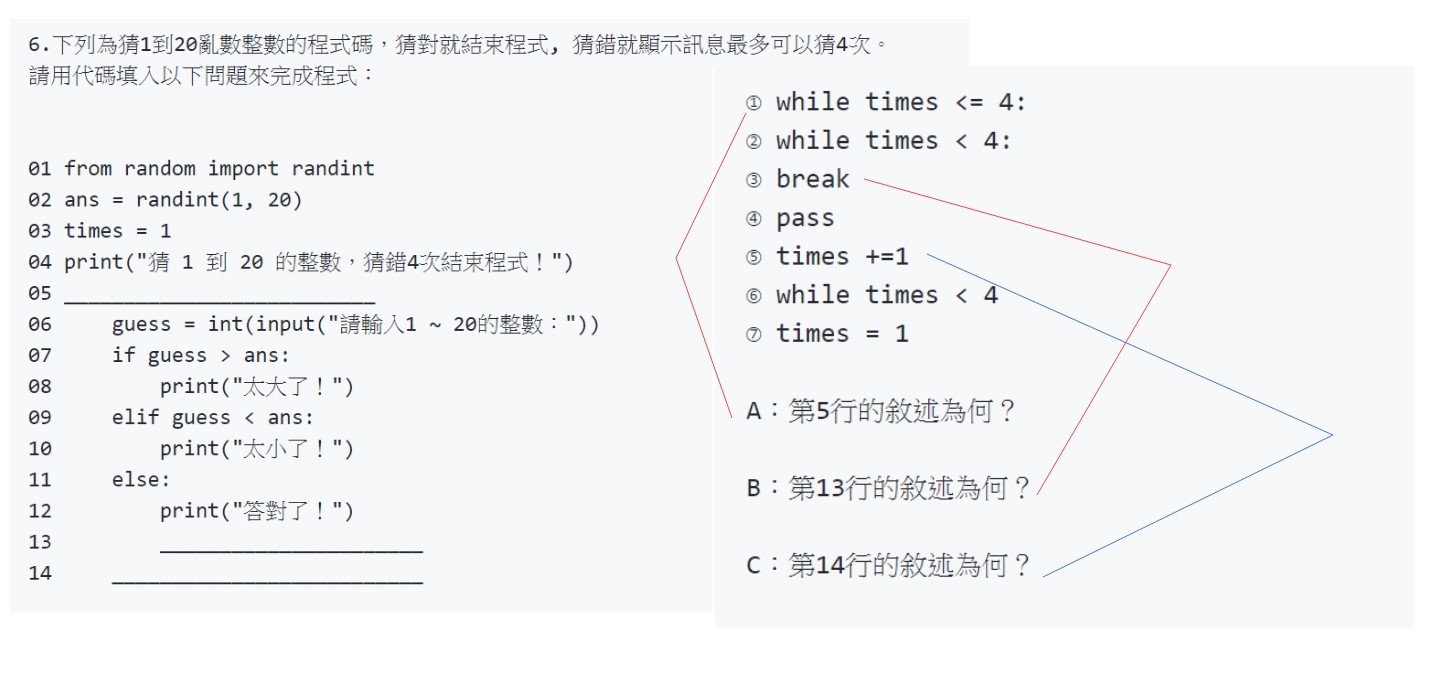 6.下列為猜1到20亂數整數的程式碼，猜對就結束程式, 猜錯就顯示訊息最多可以猜4次。
請用代碼填入以下問題來完成程式：
01 from random import randint
02 ans = randint(1, 20)
03 times = 1
04 print("猜 1 到 20 的整數，猜錯4次結束程式！")
05 __________________________
06     guess = int(input("請輸入1 ~ 20的整數："))
07     if guess > ans:
08         print("太大了！")
09     elif guess < ans:
10         print("太小了！")
11     else:
12         print("答對了！")
13         ______________________
14     __________________________
① while times <= 4:
② while times < 4:
③ break
④ pass
⑤ times +=1
⑥ while times < 4
⑦ times = 1
A：第5行的敘述為何？
B：第13行的敘述為何？
C：第14行的敘述為何？